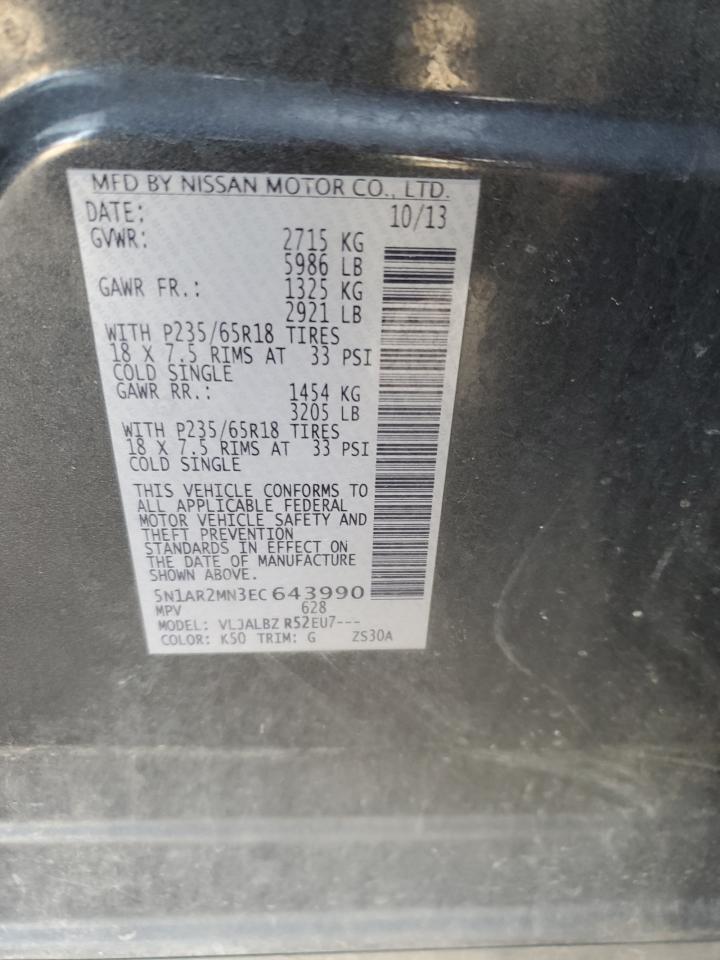 MFD BY NISSAN MOTOR CO., LTD.
DATE: 10/13
GVWR: 2715 KG
5986 LB
GAWR FR.: 1325 KG
2921 LB
WITH P235/65R18 TIRES
18 X 7.5 RIMS AT 33 PSI
COLD SINGLE
GAWR RR.: 1454 KG
3205 LB
WITH P235/65R18 TIRES
18 X 7.5 RIMS AT 33 PSI
COLD SINGLE
THIS VEHICLE CONFORMS TO
ALL APPLICABLE FEDERAL
MOTOR VEHICLE SAFETY AND
THEFT PREVENTION
STANDARDS IN EFFECT ON
THE DATE OF MANUFACTURE
SHOWN ABOVE.
5N1AR2MN3EC643990
MPV 628
MODEL: VLJALBZ R52EU7---
COLOR: K50 TRIM: G ZS30A